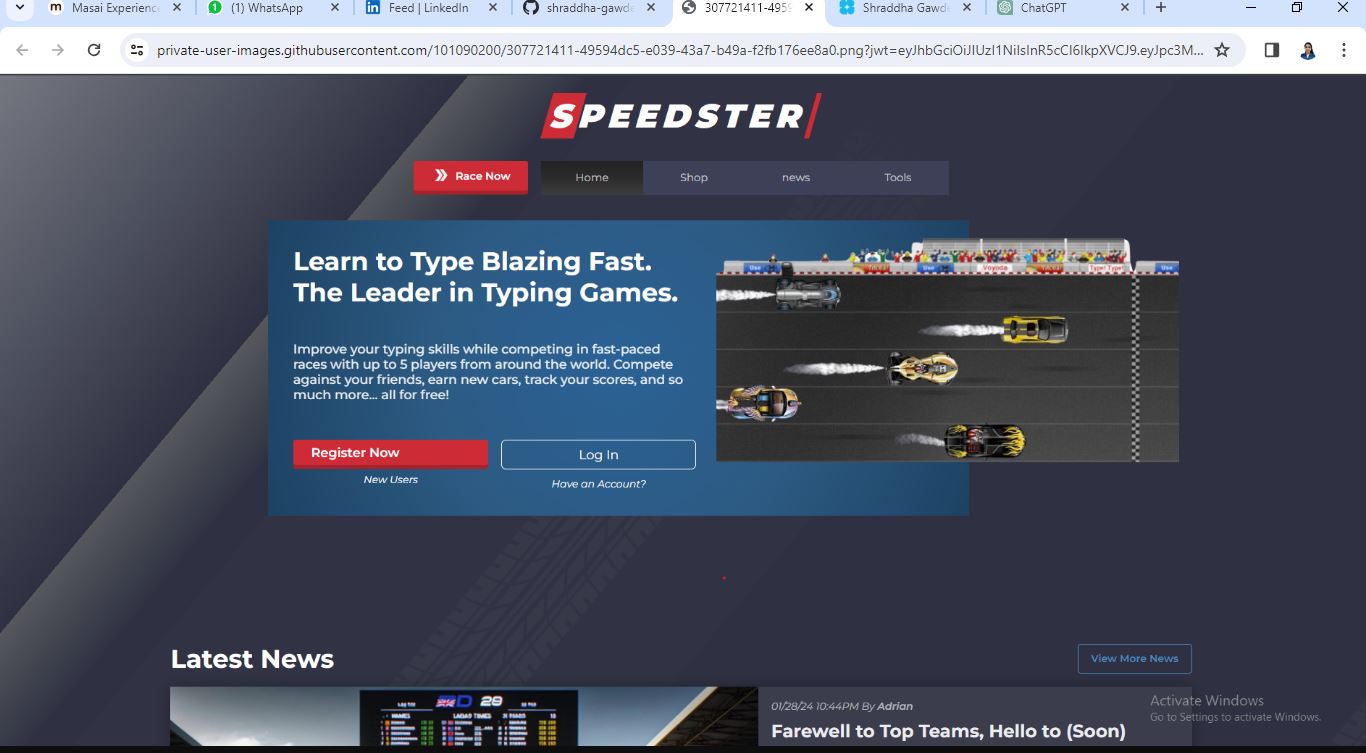 Masai Experienc
(1) WhatsApp
Feed | LinkedIn
shraddha-gawde
307721411-4959
Shraddha Gawde
ChatGPT
private-user-images.githubusercontent.com/101090200/307721411-49594dc5-e039-43a7-b49a-f2fb176ee8a0.png?jwt=eyJhbGciOiJIUzI1NiIsInR5cCI6IkpXVCJ9.eyJpc3M...
SPEEDSTER
Race Now
Home
Shop
news
Tools
Learn to Type Blazing Fast.
The Leader in Typing Games.
Improve your typing skills while competing in fast-paced
races with up to 5 players from around the world. Compete
against your friends, earn new cars, track your scores, and so
much more... all for free!
Register Now
Log In
New Users
Have an Account?
Latest News
View More News
01/28/24 10:44PM By Adrian
Farewell to Top Teams, Hello to (Soon)
Activate Windows
Go to Settings to activate Windows.